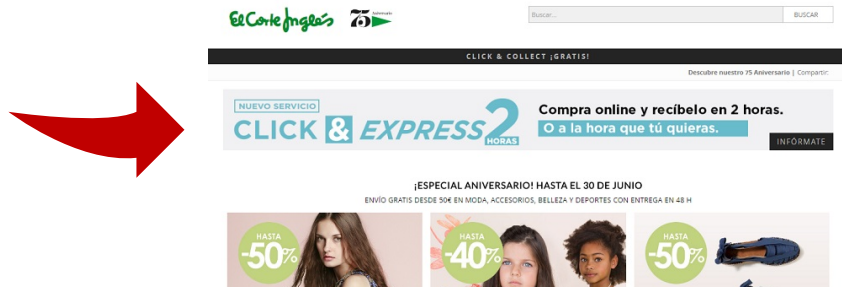 El Corte Inglés 75 Aniversario
Buscar... BUSCAR
CLICK & COLLECT ¡GRATIS!
Descubre nuestro 75 Aniversario | Compartir:
NUEVO SERVICIO
CLICK & EXPRESS 2 HORAS
Compra online y recíbelo en 2 horas.
O a la hora que tú quieras.
INFÓRMATE
¡ESPECIAL ANIVERSARIO! HASTA EL 30 DE JUNIO
ENVÍO GRATIS DESDE 50€ EN MODA, ACCESORIOS, BELLEZA Y DEPORTES CON ENTREGA EN 48 H
HASTA
-50%
HASTA
-40%
HASTA
-50%